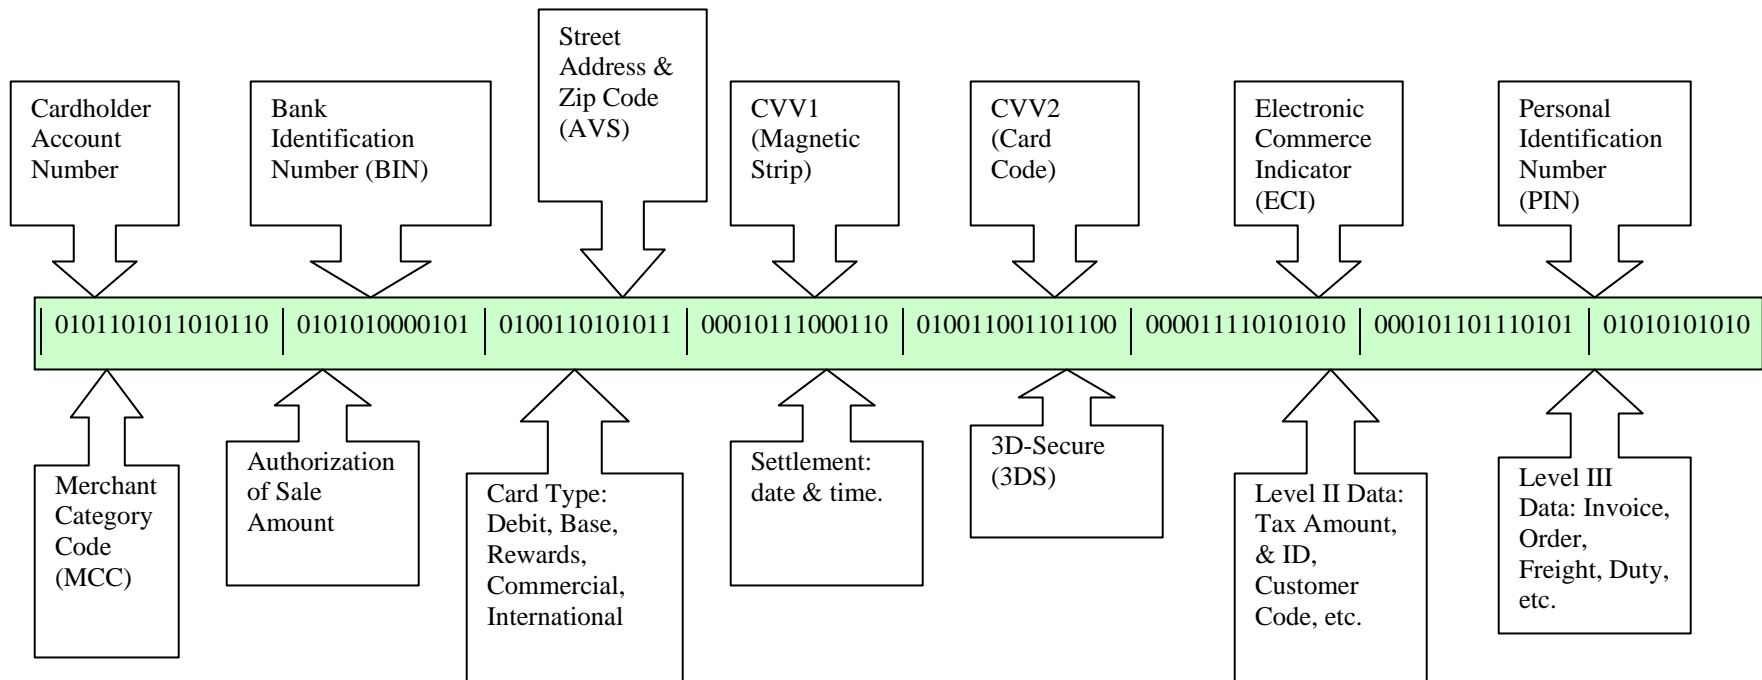 Cardholder
Account
Number
Bank
Identification
Number (BIN)
Street
Address &
Zip Code
(AVS)
CVV1
(Magnetic
Strip)
CVV2
(Card
Code)
Electronic
Commerce
Indicator
(ECI)
Personal
Identification
Number
(PIN)
0101101011010110 0101010000101 0100110101011 00010111000110 010011001101100 000011110101010 000101101110101 01010101010
Merchant
Category
Code
(MCC)
Authorization
of Sale
Amount
Card Type:
Debit, Base,
Rewards,
Commercial,
International
Settlement:
date & time.
3D-Secure
(3DS)
Level II Data:
Tax Amount,
& ID,
Customer
Code, etc.
Level III
Data: Invoice,
Order,
Freight, Duty,
etc.